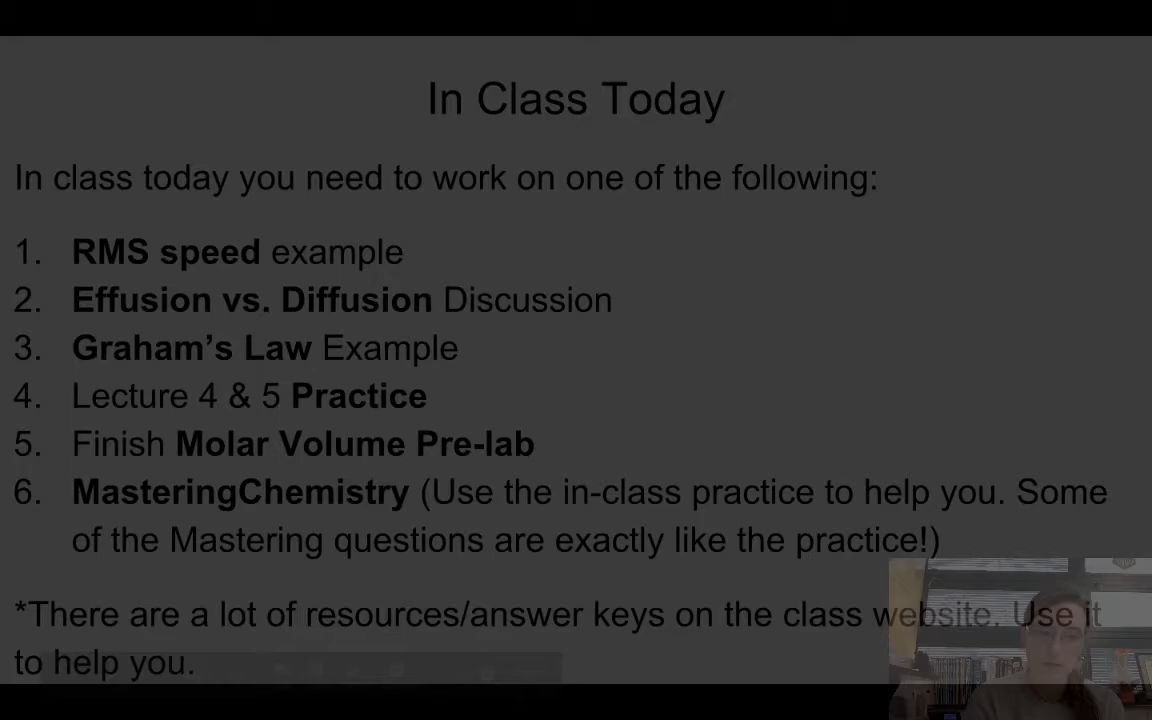 In Class Today
In class today you need to work on one of the following:
1. RMS speed example
2. Effusion vs. Diffusion Discussion
3. Graham’s Law Example
4. Lecture 4 & 5 Practice
5. Finish Molar Volume Pre-lab
6. MasteringChemistry (Use the in-class practice to help you. Some
of the Mastering questions are exactly like the practice!)
*There are a lot of resources/answer keys on the class website. Use it
to help you.